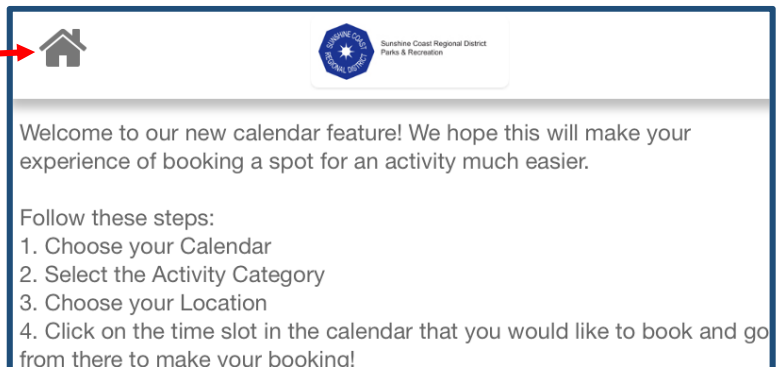 SUNSHINE COAST
REGIONAL DISTRICT
Sunshine Coast Regional District
Parks & Recreation
Welcome to our new calendar feature! We hope this will make your
experience of booking a spot for an activity much easier.
Follow these steps:
1. Choose your Calendar
2. Select the Activity Category
3. Choose your Location
4. Click on the time slot in the calendar that you would like to book and go
from there to make your booking!